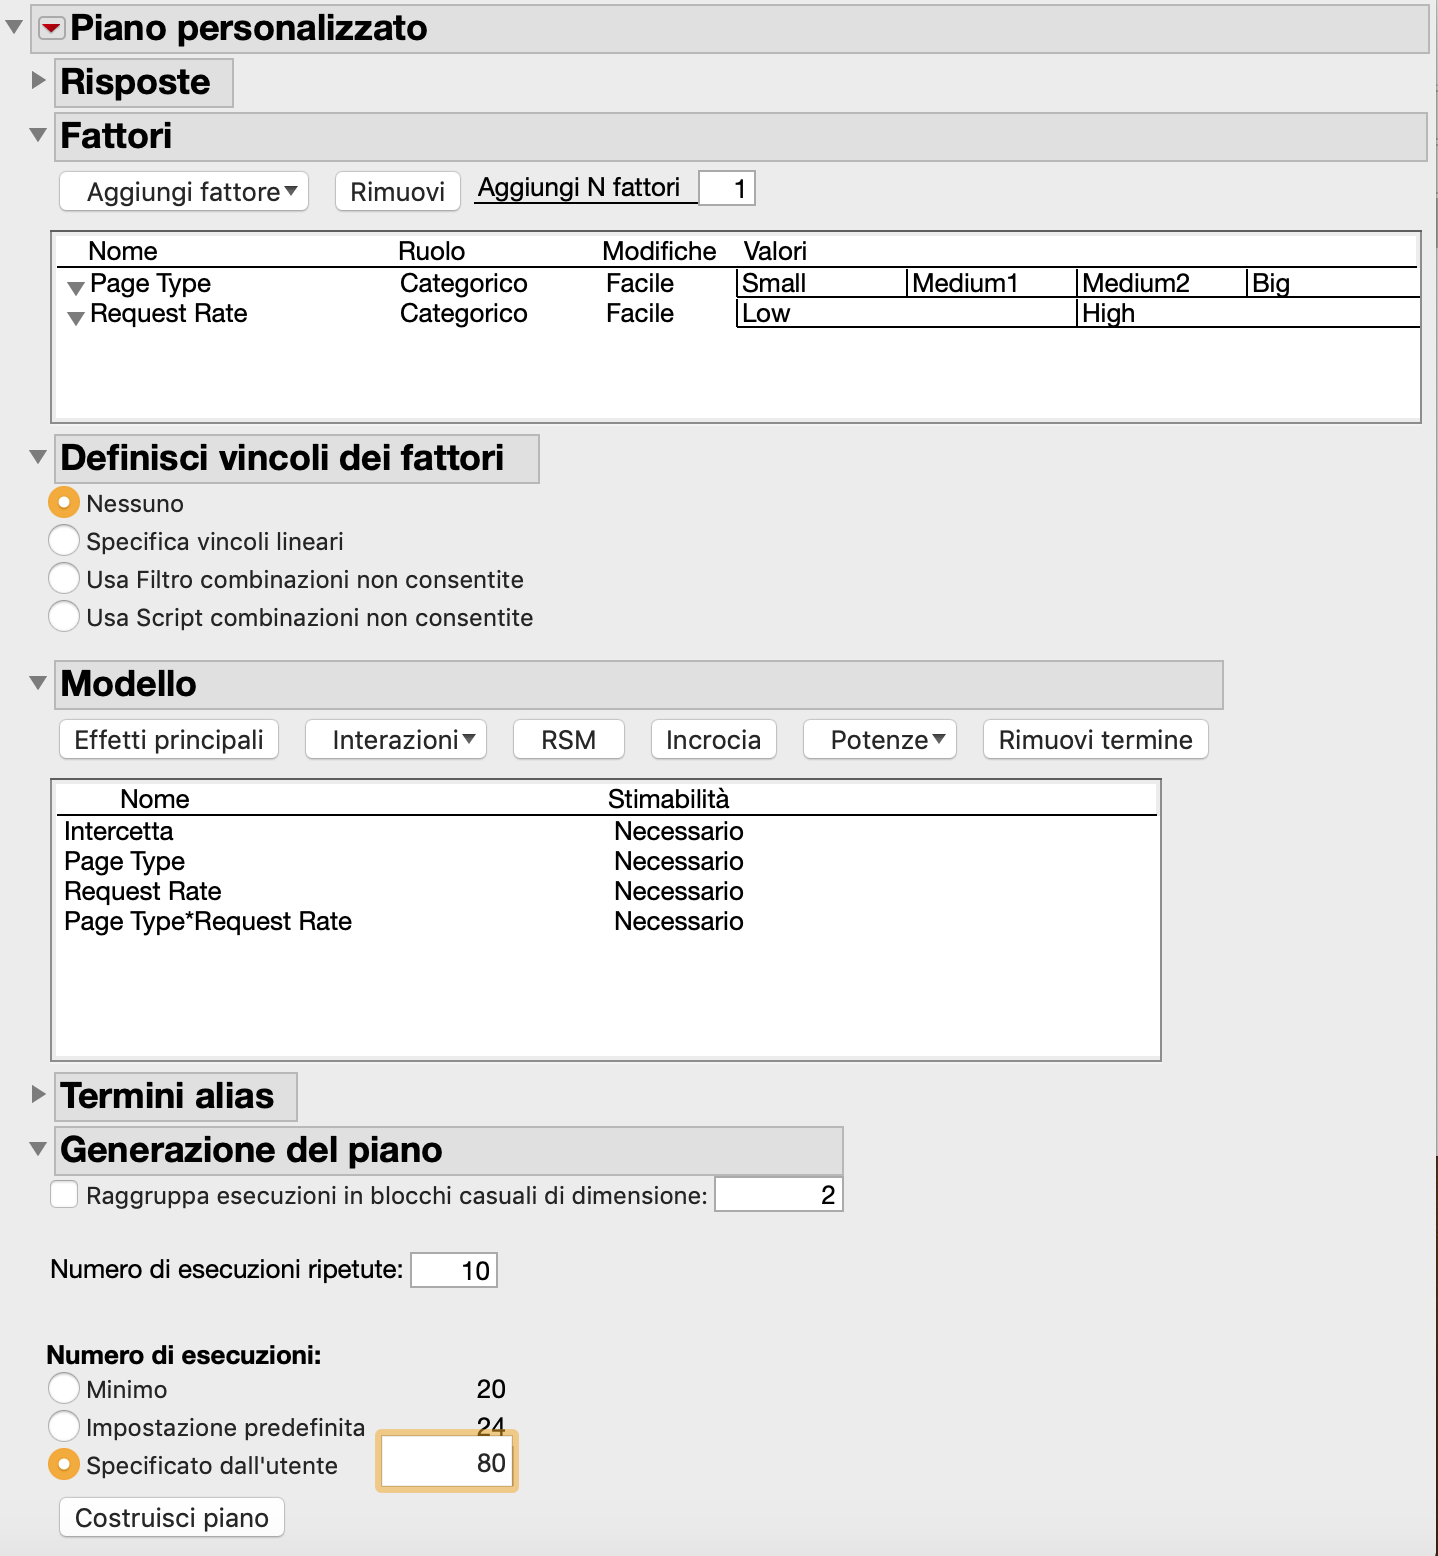 Piano personalizzato
Risposte
Fattori
Aggiungi fattore Rimuovi Aggiungi N fattori 1
Nome Ruolo Modifiche Valori
Page Type Categorico Facile Small Medium1 Medium2 Big
Request Rate Categorico Facile Low High
Definisci vincoli dei fattori
Nessuno
Specifica vincoli lineari
Usa Filtro combinazioni non consentite
Usa Script combinazioni non consentite
Modello
Effetti principali Interazioni RSM Incrocia Potenze Rimuovi termine
Nome Stimabilità
Intercetta Necessario
Page Type Necessario
Request Rate Necessario
Page Type*Request Rate Necessario
Termini alias
Generazione del piano
Raggruppa esecuzioni in blocchi casuali di dimensione: 2
Numero di esecuzioni ripetute: 10
Numero di esecuzioni:
Minimo 20
Impostazione predefinita 24
Specificato dall'utente 80
Costruisci piano